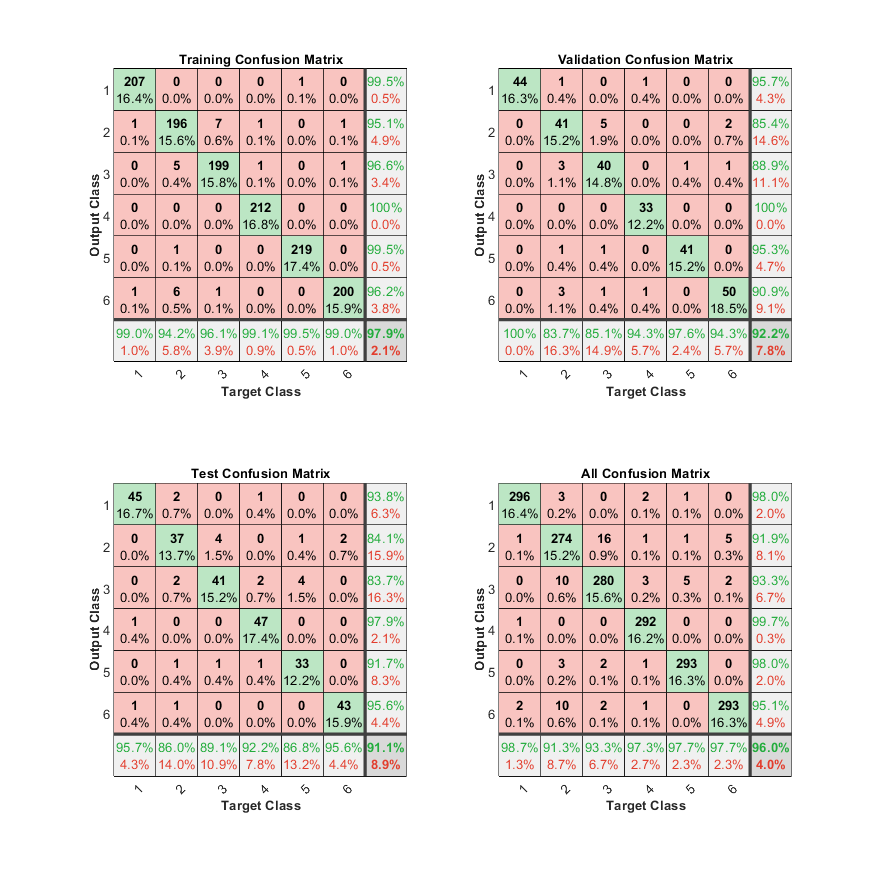 Training Confusion Matrix
1 207 0 0 0 1 0 99.5%
16.4% 0.0% 0.0% 0.0% 0.1% 0.0% 0.5%
2 1 196 7 1 0 1 95.1%
0.1% 15.6% 0.6% 0.1% 0.0% 0.1% 4.9%
3 0 5 199 1 0 1 96.6%
0.0% 0.4% 15.8% 0.1% 0.0% 0.1% 3.4%
4 0 0 0 212 0 0 100%
0.0% 0.0% 0.0% 16.8% 0.0% 0.0% 0.0%
5 0 1 0 0 219 0 99.5%
0.0% 0.1% 0.0% 0.0% 17.4% 0.0% 0.5%
6 1 6 1 0 0 200 96.2%
0.1% 0.5% 0.1% 0.0% 0.0% 15.9% 3.8%
99.0% 94.2% 96.1% 99.1% 99.5% 99.0% 97.9%
1.0% 5.8% 3.9% 0.9% 0.5% 1.0% 2.1%
1 2 3 4 5 6
Target Class
Output Class
Validation Confusion Matrix
1 44 1 0 1 0 0 95.7%
16.3% 0.4% 0.0% 0.4% 0.0% 0.0% 4.3%
2 0 41 5 0 0 2 85.4%
0.0% 15.2% 1.9% 0.0% 0.0% 0.7% 14.6%
3 0 3 40 0 1 1 88.9%
0.0% 1.1% 14.8% 0.0% 0.4% 0.4% 11.1%
4 0 0 0 33 0 0 100%
0.0% 0.0% 0.0% 12.2% 0.0% 0.0% 0.0%
5 0 1 1 0 41 0 95.3%
0.0% 0.4% 0.4% 0.0% 15.2% 0.0% 4.7%
6 0 3 1 1 0 50 90.9%
0.0% 1.1% 0.4% 0.4% 0.0% 18.5% 9.1%
100% 83.7% 85.1% 94.3% 97.6% 94.3% 92.2%
0.0% 16.3% 14.9% 5.7% 2.4% 5.7% 7.8%
1 2 3 4 5 6
Target Class
Output Class
Test Confusion Matrix
1 45 2 0 1 0 0 93.8%
16.7% 0.7% 0.0% 0.4% 0.0% 0.0% 6.3%
2 0 37 4 0 1 2 84.1%
0.0% 13.7% 1.5% 0.0% 0.4% 0.7% 15.9%
3 0 2 41 2 4 0 83.7%
0.0% 0.7% 15.2% 0.7% 1.5% 0.0% 16.3%
4 1 0 0 47 0 0 97.9%
0.4% 0.0% 0.0% 17.4% 0.0% 0.0% 2.1%
5 0 1 1 1 33 0 91.7%
0.0% 0.4% 0.4% 0.4% 12.2% 0.0% 8.3%
6 1 1 0 0 0 43 95.6%
0.4% 0.4% 0.0% 0.0% 0.0% 15.9% 4.4%
95.7% 86.0% 89.1% 92.2% 86.8% 95.6% 91.1%
4.3% 14.0% 10.9% 7.8% 13.2% 4.4% 8.9%
1 2 3 4 5 6
Target Class
Output Class
All Confusion Matrix
1 296 3 0 2 1 0 98.0%
16.4% 0.2% 0.0% 0.1% 0.1% 0.0% 2.0%
2 1 274 16 1 1 5 91.9%
0.1% 15.2% 0.9% 0.1% 0.1% 0.3% 8.1%
3 0 10 280 3 5 2 93.3%
0.0% 0.6% 15.6% 0.2% 0.3% 0.1% 6.7%
4 1 0 0 292 0 0 99.7%
0.1% 0.0% 0.0% 16.2% 0.0% 0.0% 0.3%
5 0 3 2 1 293 0 98.0%
0.0% 0.2% 0.1% 0.1% 16.3% 0.0% 2.0%
6 2 10 2 1 0 293 95.1%
0.1% 0.6% 0.1% 0.1% 0.0% 16.3% 4.9%
98.7% 91.3% 93.3% 97.3% 97.7% 97.7% 96.0%
1.3% 8.7% 6.7% 2.7% 2.3% 2.3% 4.0%
1 2 3 4 5 6
Target Class
Output Class